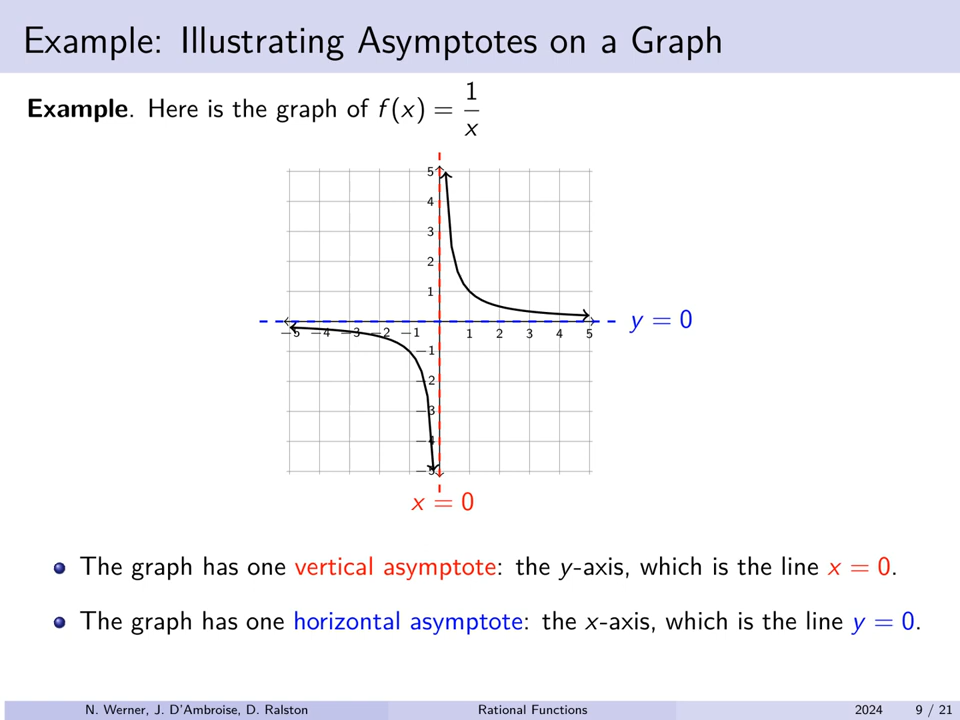 Example: Illustrating Asymptotes on a Graph
Example. Here is the graph of f(x) = 1/x
5
4
3
2
1
−5 −4 −3 −2 −1 1 2 3 4 5
y = 0
−1
−2
−3
−4
−5
x = 0
The graph has one vertical asymptote: the y-axis, which is the line x = 0.
The graph has one horizontal asymptote: the x-axis, which is the line y = 0.
N. Werner, J. D'Ambroise, D. Ralston Rational Functions 2024 9 / 21